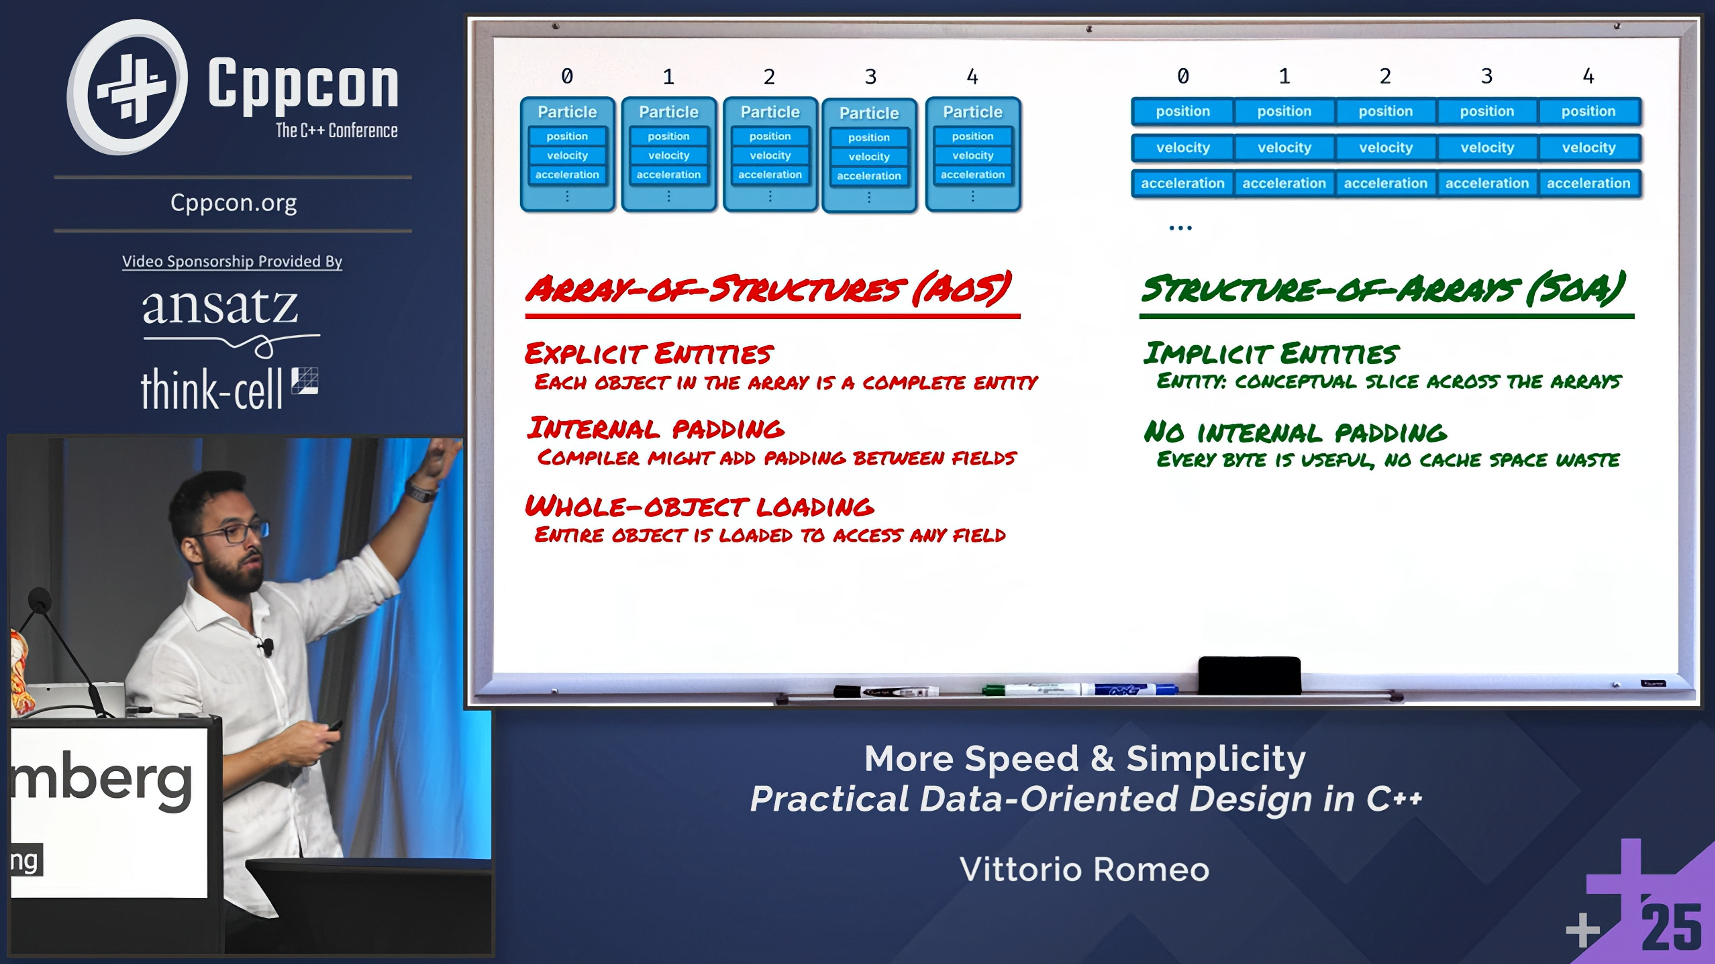 Cppcon
The C++ Conference
Cppcon.org
Video Sponsorship Provided By
ansatz
think-cell
mberg
ng
0 1 2 3 4
Particle Particle Particle Particle Particle
position position position position position
velocity velocity velocity velocity velocity
acceleration acceleration acceleration acceleration acceleration
Array-of-Structures (AoS)
Explicit Entities
Each object in the array is a complete entity
Internal padding
Compiler might add padding between fields
Whole-object loading
Entire object is loaded to access any field
0 1 2 3 4
position position position position position
velocity velocity velocity velocity velocity
acceleration acceleration acceleration acceleration acceleration
...
Structure-of-Arrays (SoA)
Implicit Entities
Entity: conceptual slice across the arrays
No internal padding
Every byte is useful, no cache space waste
More Speed & Simplicity
Practical Data-Oriented Design in C++
Vittorio Romeo
++ 25